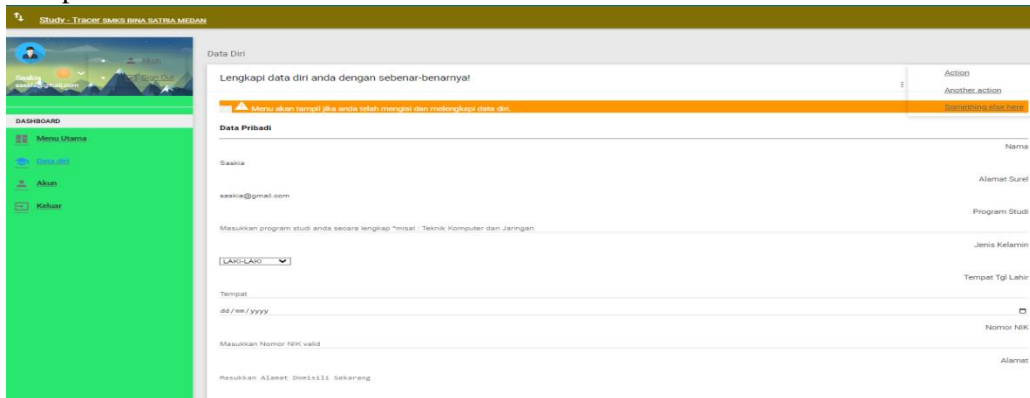 Study - Tracer SMKS BINA SATRIA MEDAN
Akun
Saskia
saskia@gmail.com
Sign Out
DASHBOARD
Menu Utama
Data diri
Akun
Keluar
Data Diri
Lengkapi data diri anda dengan sebenar-benarnya!
Action
Another action
Something else here
Menu akan tampil jika anda telah mengisi dan melengkapi data diri.
Data Pribadi
Nama
Saskia
Alamat Surel
saskia@gmail.com
Program Studi
Masukkan program studi anda secara lengkap *misal : Teknik Komputer dan Jaringan
Jenis Kelamin
LAKI-LAKI
Tempat Tgl Lahir
Tempat
dd/mm/yyyy
Nomor NIK
Masukkan Nomor NIK valid
Alamat
Masukkan Alamat Domisili Sekarang